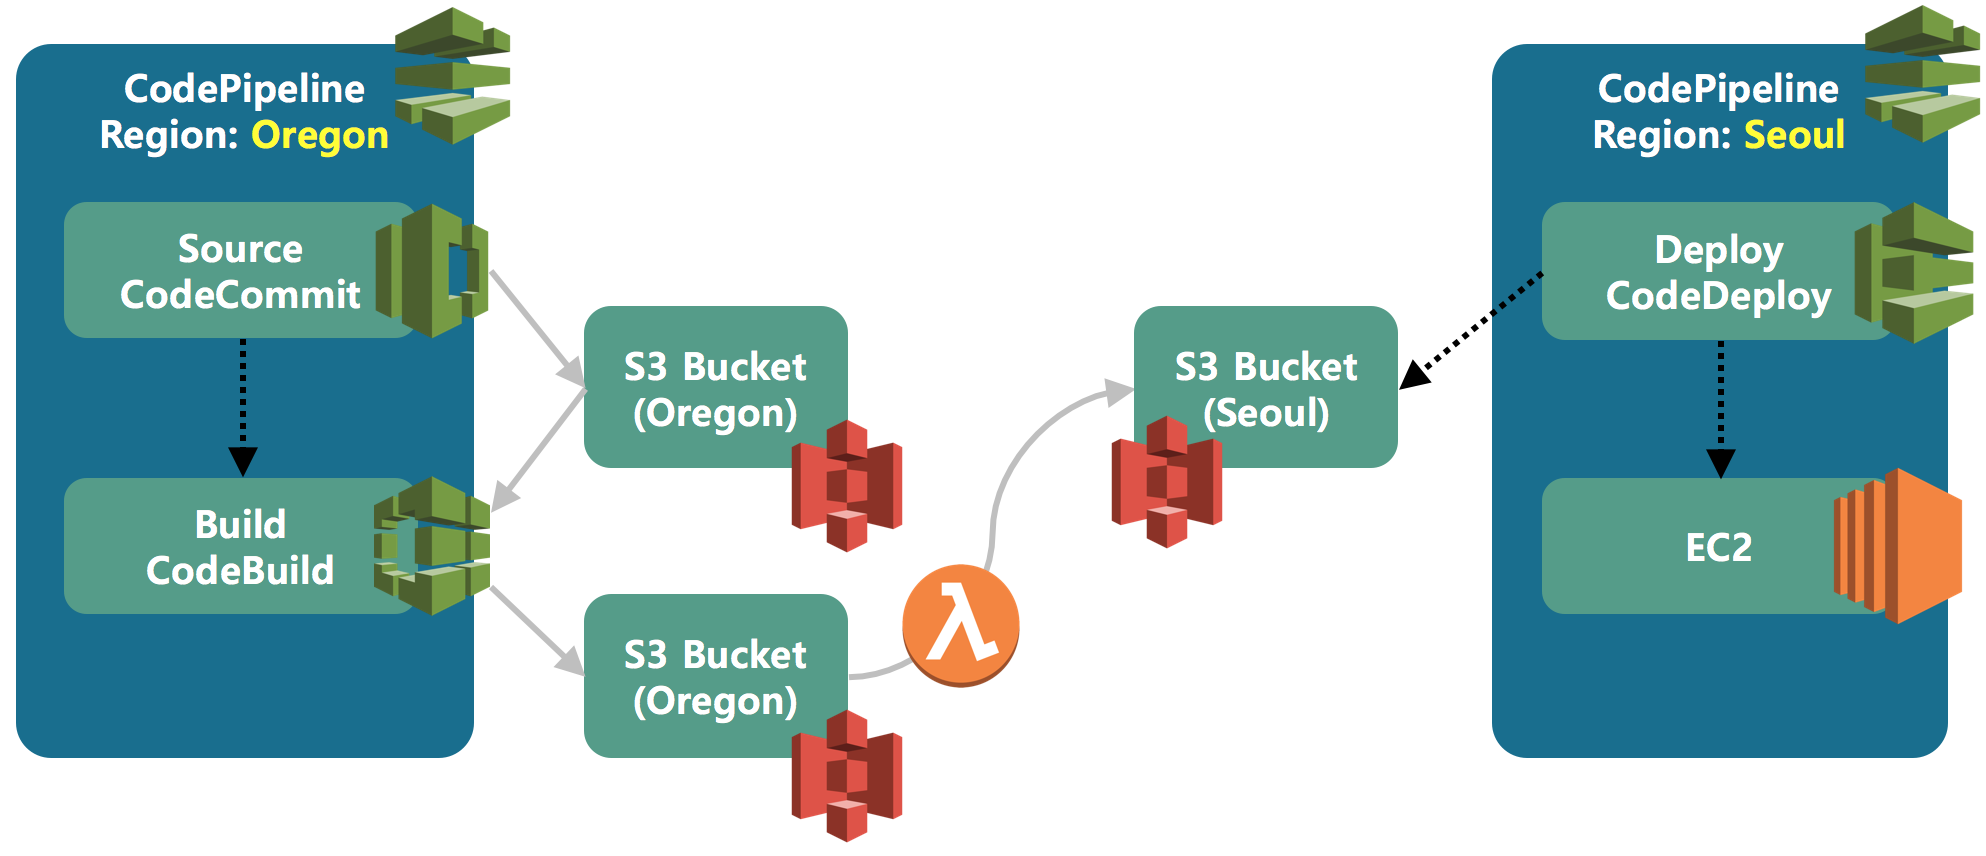 CodePipeline
Region: Oregon
Source
CodeCommit
Build
CodeBuild
S3 Bucket
(Oregon)
S3 Bucket
(Oregon)
S3 Bucket
(Seoul)
CodePipeline
Region: Seoul
Deploy
CodeDeploy
EC2